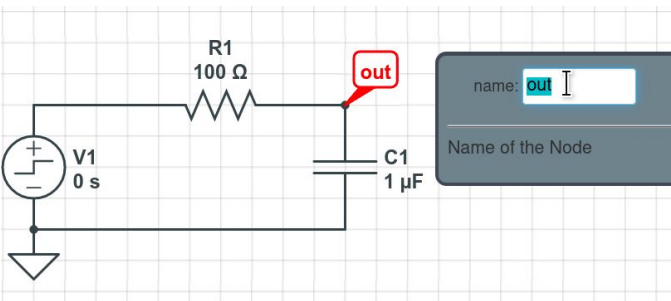 R1
100 Ω
out
V1
0 s
C1
1 µF
name: out
Name of the Node